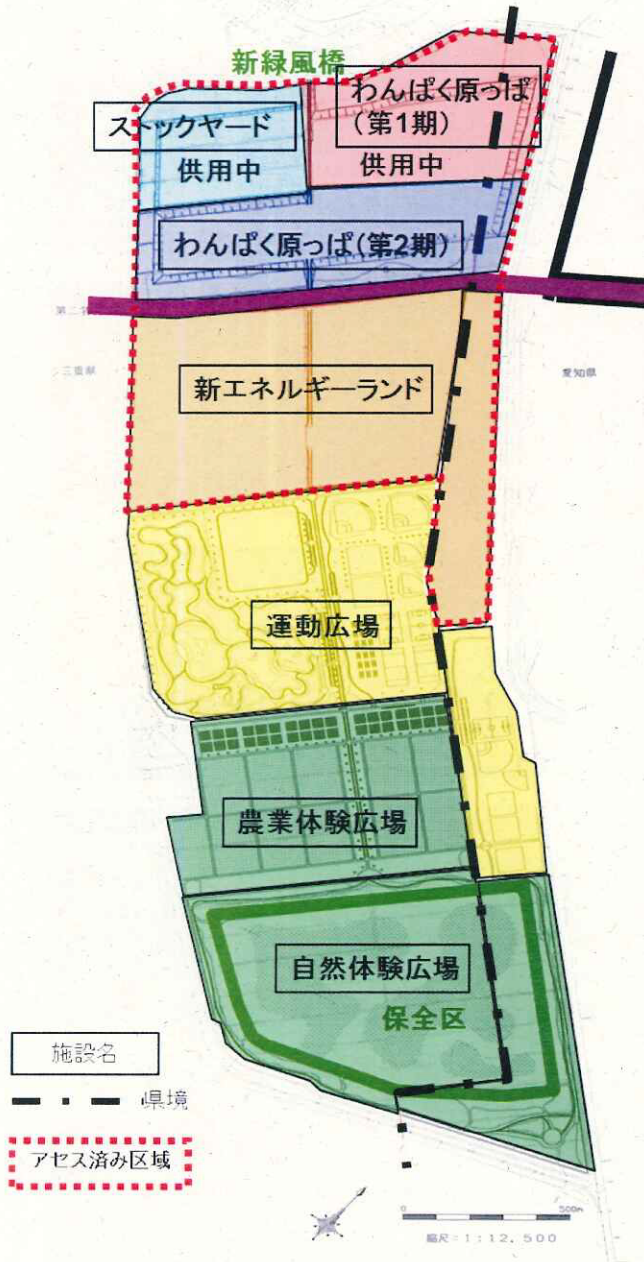 新緑風橋
わんぱく原っぱ
(第1期)
ストックヤード
供用中
供用中
わんぱく原っぱ(第2期)
三重県
愛知県
新エネルギーランド
運動広場
農業体験広場
自然体験広場
保全区
施設名
県境
アセス済み区域
0
500m
縮尺=1:12,500